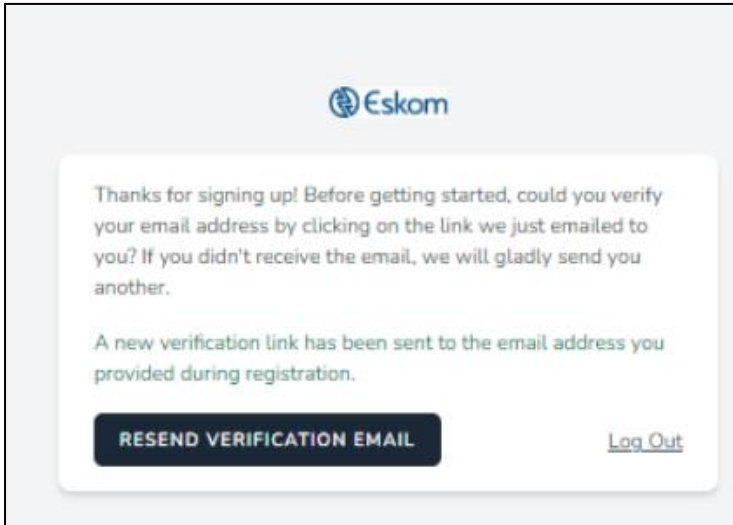 Eskom
Thanks for signing up! Before getting started, could you verify
your email address by clicking on the link we just emailed to
you? If you didn't receive the email, we will gladly send you
another.
A new verification link has been sent to the email address you
provided during registration.
RESEND VERIFICATION EMAIL
Log Out